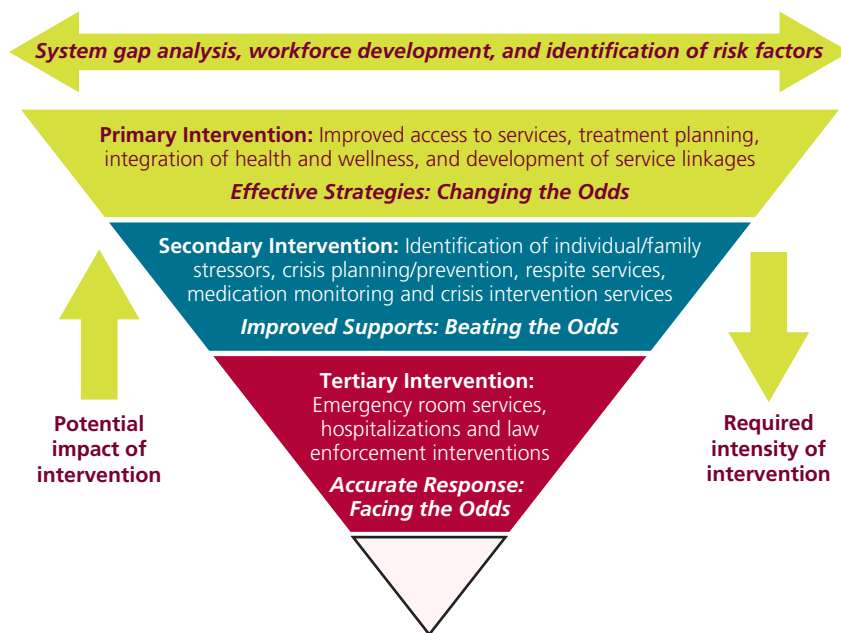 System gap analysis, workforce development, and identification of risk factors
Primary Intervention: Improved access to services, treatment planning,
integration of health and wellness, and development of service linkages
Effective Strategies: Changing the Odds
Secondary Intervention: Identification of individual/family
stressors, crisis planning/prevention, respite services,
medication monitoring and crisis intervention services
Improved Supports: Beating the Odds
Tertiary Intervention:
Emergency room services,
hospitalizations and law
enforcement interventions
Accurate Response:
Facing the Odds
Potential
impact of
intervention
Required
intensity of
intervention